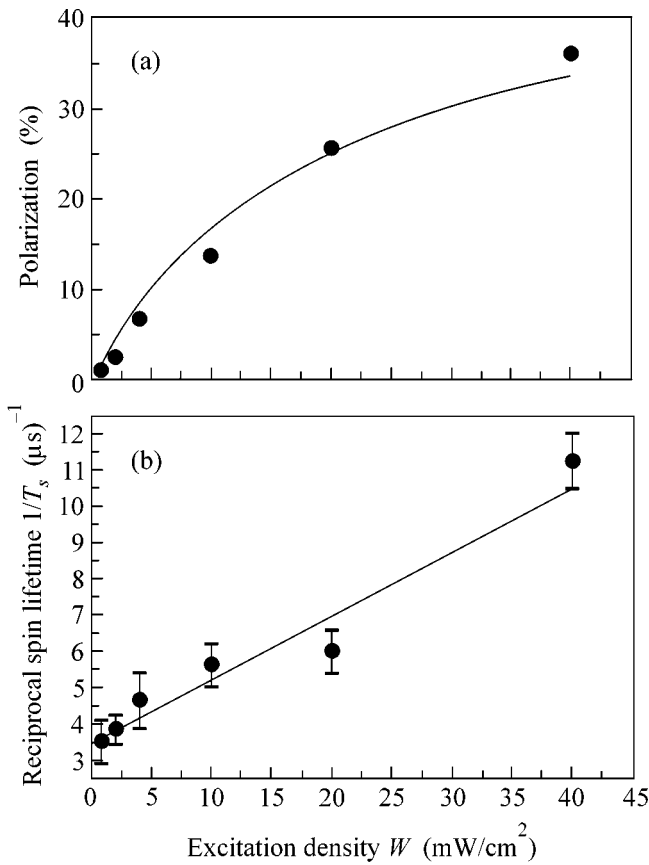 40
(a)
30
20
10
0
Polarization (%)
12
(b)
11
10
9
8
7
6
5
4
3
Reciprocal spin lifetime 1/Tₛ (μs)⁻¹
0 5 10 15 20 25 30 35 40 45
Excitation density W (mW/cm²)